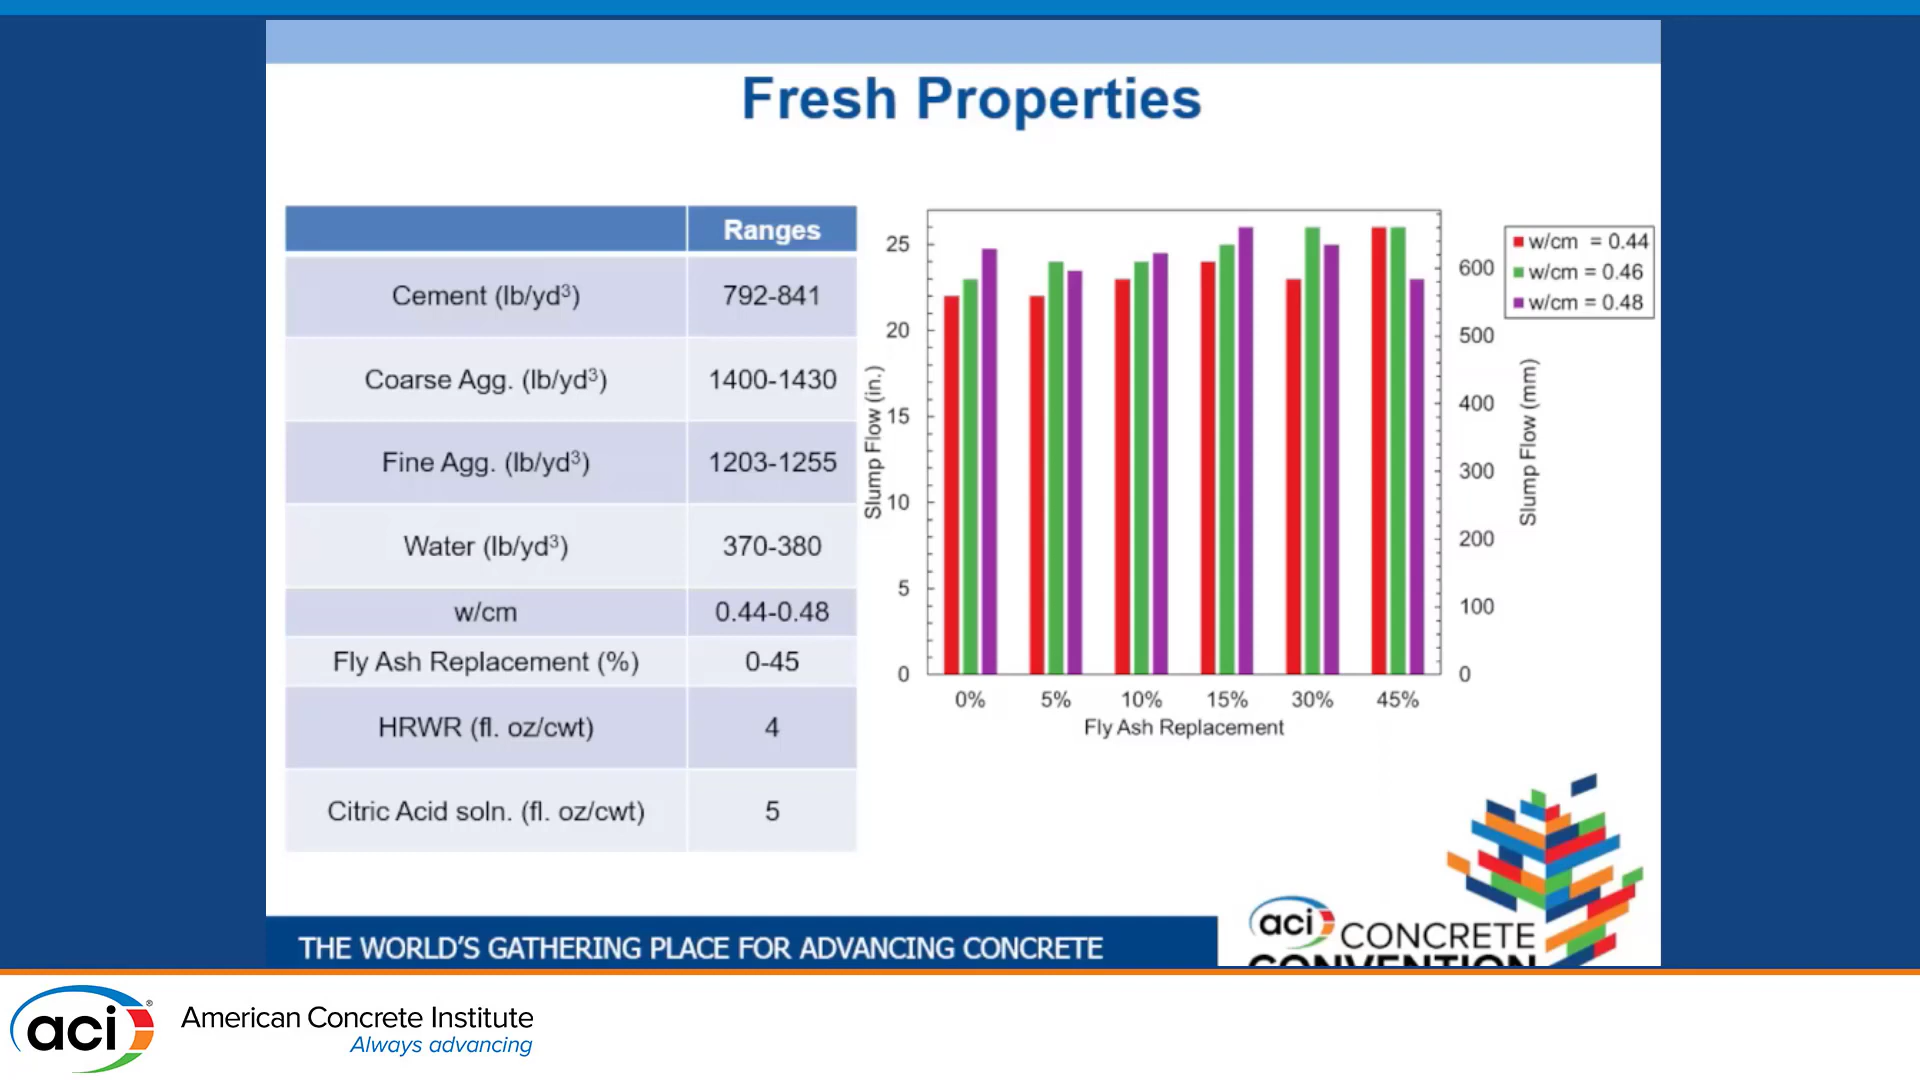 Fresh Properties
Ranges
Cement (lb/yd³) 792-841
Coarse Agg. (lb/yd³) 1400-1430
Fine Agg. (lb/yd³) 1203-1255
Water (lb/yd³) 370-380
w/cm 0.44-0.48
Fly Ash Replacement (%) 0-45
HRWR (fl. oz/cwt) 4
Citric Acid soln. (fl. oz/cwt) 5
Slump Flow (in.)
25
20
15
10
5
0
0% 5% 10% 15% 30% 45%
Fly Ash Replacement
600
500
400
300
200
100
0
Slump Flow (mm)
w/cm = 0.44
w/cm = 0.46
w/cm = 0.48
THE WORLD'S GATHERING PLACE FOR ADVANCING CONCRETE
aci CONCRETE
CONVENTION
aci ® American Concrete Institute
Always advancing